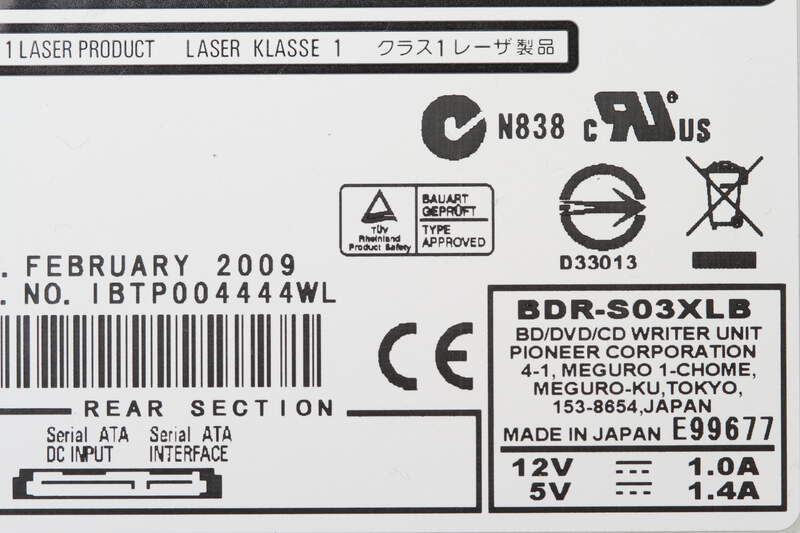 1 LASER PRODUCT LASER KLASSE 1 クラス1レーザ製品
N838 c UR US
TÜV
Rheinland
Product Safety
BAUART
GEPRÜFT
TYPE
APPROVED
D33013
. FEBRUARY 2009
. NO. IBTP004444WL
CE
REAR SECTION
Serial ATA
DC INPUT
Serial ATA
INTERFACE
BDR-S03XLB
BD/DVD/CD WRITER UNIT
PIONEER CORPORATION
4-1, MEGURO 1-CHOME,
MEGURO-KU,TOKYO,
153-8654,JAPAN
MADE IN JAPAN E99677
12V 1.0A
5V 1.4A